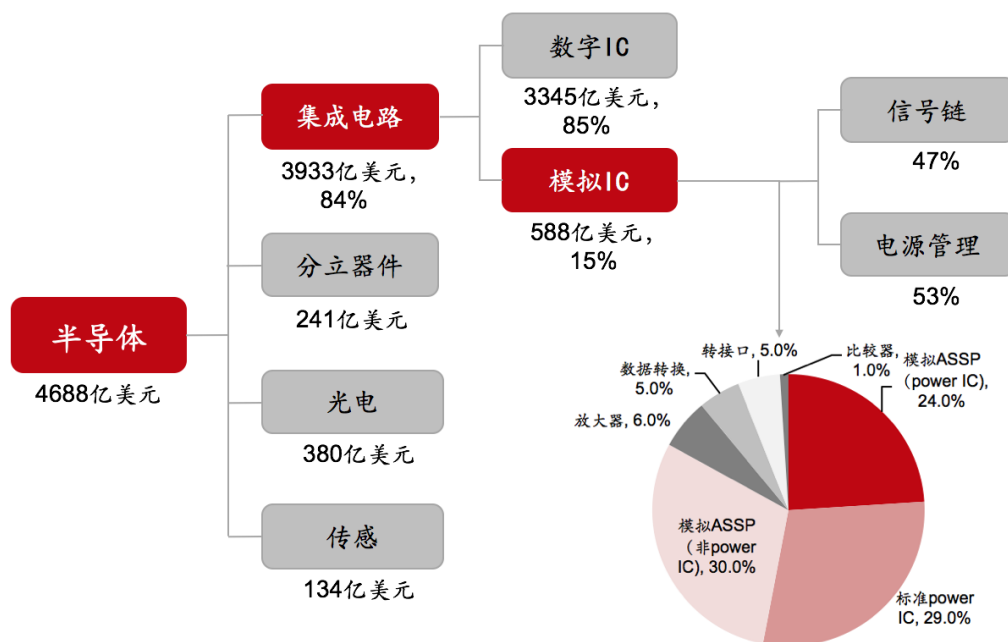 半导体
4688亿美元
集成电路
3933亿美元,
84%
分立器件
241亿美元
光电
380亿美元
传感
134亿美元
数字IC
3345亿美元,
85%
模拟IC
588亿美元,
15%
信号链
47%
电源管理
53%
转接口, 5.0%
比较器,
1.0%
模拟ASSP
(power IC),
24.0%
数据转换,
5.0%
放大器, 6.0%
模拟ASSP
(非power
IC), 30.0%
标准power
IC, 29.0%